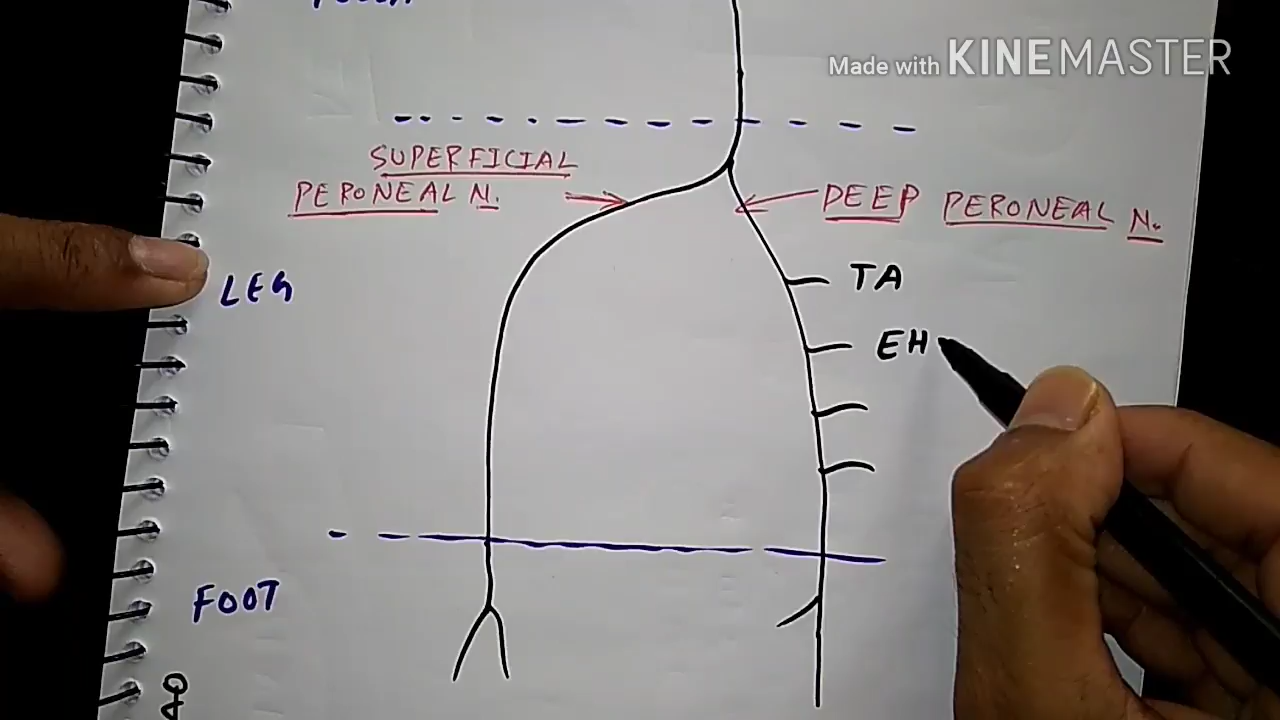 Made with KINEMASTER
SUPERFICIAL
PERONEAL N.
DEEP PERONEAL N.
LEG
TA
EH
FOOT